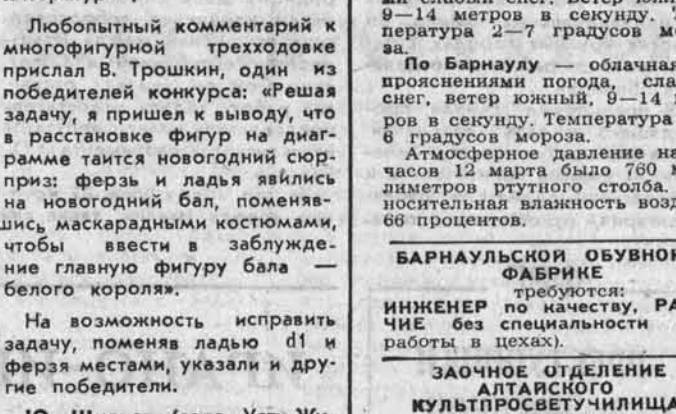 Любопытный комментарий к
многофигурной трехходовке
прислал В. Трошкин, один из
победителей конкурса: «Решая
задачу, я пришел к выводу, что
в расстановке фигур на диаг-
рамме таится новогодний сюр-
приз: ферзь и ладья явились
на новогодний бал, поменяв-
шись маскарадными костюмами,
чтобы ввести в заблужде-
ние главную фигуру бала —
белого короля».
На возможность исправить
задачу, поменяв ладью d1 и
ферзя местами, указали и дру-
гие победители.
слабый снег.
9—14 метров в секунду.
пература 2—7 градусов
за.
По Барнаулу — облачная
прояснениями погода,
снег, ветер южный, 9—14
ров в секунду. Температура
6 градусов мороза.
Атмосферное давление
часов 12 марта было 760
лиметров ртутного столба.
носительная влажность
66 процентов.
БАРНАУЛЬСКОЙ
ФАБРИКЕ
требуются:
ИНЖЕНЕР по качеству,
ЧИЕ без специальности
работы в цехах).
ЗАОЧНОЕ ОТДЕЛЕНИЕ
АЛТАЙСКОГО
КУЛЬТПРОСВЕТУЧИЛИЩА